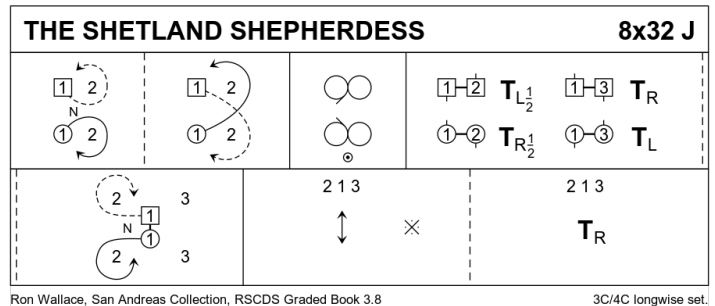 THE SHETLAND SHEPHERDESS 8x32 J
1 2 1 2 1-2 T L 1/2 1-3 T R
N
1 2 1 2 1-2 T R 1/2 1-3 T L
2 3 2 1 3 2 1 3
1
N 1 T R
2 3
Ron Wallace, San Andreas Collection, RSCDS Graded Book 3.8 3C/4C longwise set.